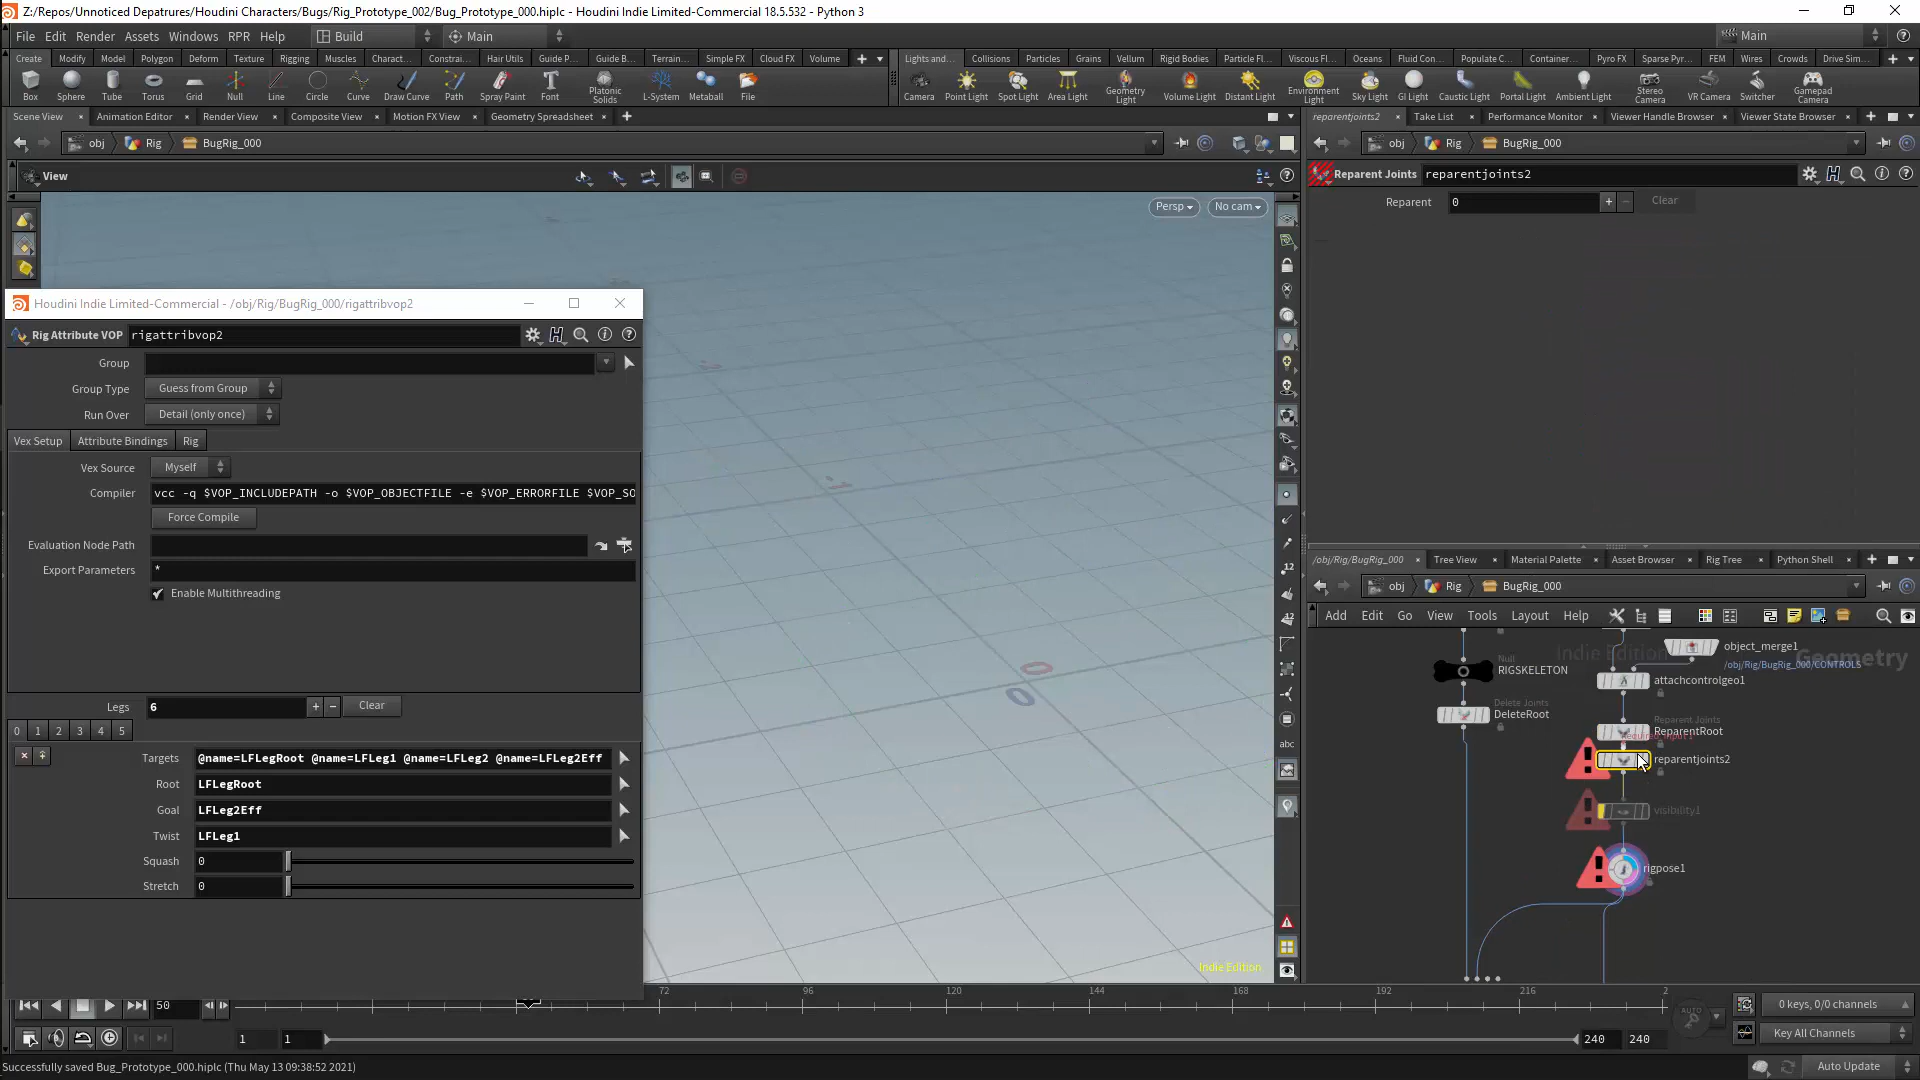 Z:/Repos/Unnoticed Depatrures/Houdini Characters/Bugs/Rig_Prototype_002/Bug_Prototype_000.hiplc - Houdini Indie Limited-Commercial 18.5.532 - Python 3
File Edit Render Assets Windows RPR Help Build Main Main
Create Modify Model Polygon Deform Texture Rigging Muscles Charact... Constrai... Hair Utils Guide P... Guide B... Terrain... Simple FX Cloud FX Volume
Lights and... Collisions Particles Grains Vellum Rigid Bodies Particle Fl... Viscous Fl... Oceans Fluid Con... Populate C... Container... Pyro FX Sparse Pyr... FEM Wires Crowds Drive Sim...
Box Sphere Tube Torus Grid Null Line Circle Curve Draw Curve Path Spray Paint Font Platonic Solids L-System Metaball File
Camera Point Light Spot Light Area Light Geometry Light Volume Light Distant Light Environment Light Sky Light GI Light Caustic Light Portal Light Ambient Light Stereo Camera VR Camera Switcher Gamepad Camera
Scene View Animation Editor Render View Composite View Motion FX View Geometry Spreadsheet
reparentjoints2 Take List Performance Monitor Viewer Handle Browser Viewer State Browser
obj Rig BugRig_000
obj Rig BugRig_000
View
Reparent Joints reparentjoints2
Reparent 0 Clear
Persp No cam
Houdini Indie Limited-Commercial - /obj/Rig/BugRig_000/rigattribvop2
Rig Attribute VOP rigattribvop2
Group
Group Type Guess from Group
Run Over Detail (only once)
Vex Setup Attribute Bindings Rig
Vex Source Myself
Compiler vcc -q $VOP_INCLUDEPATH -o $VOP_OBJECTFILE -e $VOP_ERRORFILE $VOP_SO
Force Compile
Evaluation Node Path
Export Parameters *
Enable Multithreading
Legs 6 Clear
0 1 2 3 4 5
Targets @name=LFLegRoot @name=LFLeg1 @name=LFLeg2 @name=LFLeg2Eff
Root LFLegRoot
Goal LFLeg2Eff
Twist LFLeg1
Squash 0
Stretch 0
0
0
Indie Edition
/obj/Rig/BugRig_000 Tree View Material Palette Asset Browser Rig Tree Python Shell
obj Rig BugRig_000
Add Edit Go View Tools Layout Help
Indie Edition
Geometry
object_merge1
/obj/Rig/BugRig_000/CONTROLS
Null
RIGSKELETON
attachcontrolgeo1
Delete Joints
DeleteRoot
Reparent Joints
ReparentRoot
reparentjoints2
visibility1
rigpose1
50 72 96 120 144 168 192 216 2
1 1 240 240
0 keys, 0/0 channels
AUTO
Key All Channels
Successfully saved Bug_Prototype_000.hiplc (Thu May 13 09:38:52 2021)
Auto Update